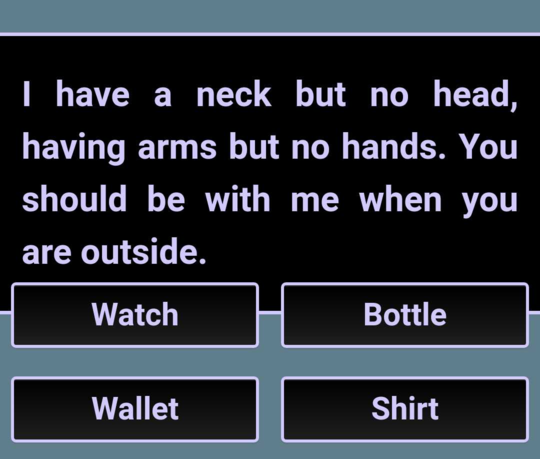 I have a neck but no head,
having arms but no hands. You
should be with me when you
are outside.
Watch
Bottle
Wallet
Shirt